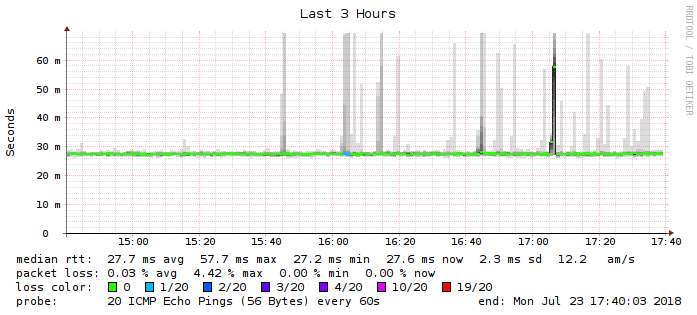 Last 3 Hours
RRDTOOL / TOBI OETIKER
Seconds
60 m
50 m
40 m
30 m
20 m
10 m
0
15:00 15:20 15:40 16:00 16:20 16:40 17:00 17:20 17:40
median rtt: 27.7 ms avg 57.7 ms max 27.2 ms min 27.6 ms now 2.3 ms sd 12.2 am/s
packet loss: 0.03 % avg 4.42 % max 0.00 % min 0.00 % now
loss color: 0 1/20 2/20 3/20 4/20 10/20 19/20
probe: 20 ICMP Echo Pings (56 Bytes) every 60s end: Mon Jul 23 17:40:03 2018